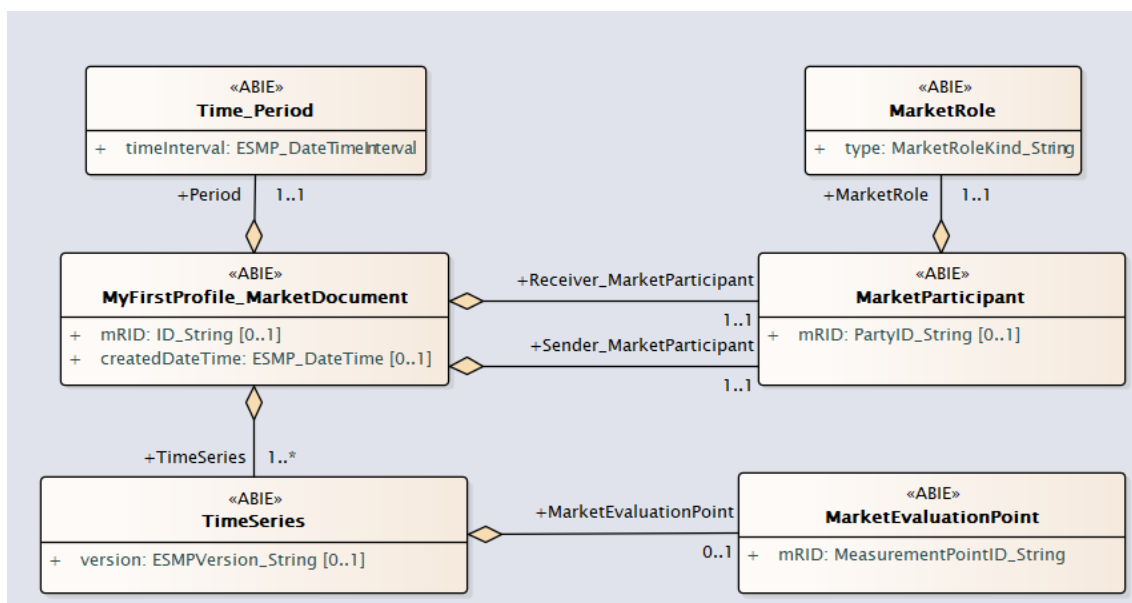 «ABIE»
Time_Period
+ timeInterval: ESMP_DateTimeInterval
«ABIE»
MarketRole
+ type: MarketRoleKind_String
+Period 1..1
+MarketRole 1..1
«ABIE»
MyFirstProfile_MarketDocument
+ mRID: ID_String [0..1]
+ createdDateTime: ESMP_DateTime [0..1]
+Receiver_MarketParticipant
1..1
+Sender_MarketParticipant
1..1
«ABIE»
MarketParticipant
+ mRID: PartyID_String [0..1]
+TimeSeries 1..*
«ABIE»
TimeSeries
+ version: ESMPVersion_String [0..1]
+MarketEvaluationPoint
0..1
«ABIE»
MarketEvaluationPoint
+ mRID: MeasurementPointID_String